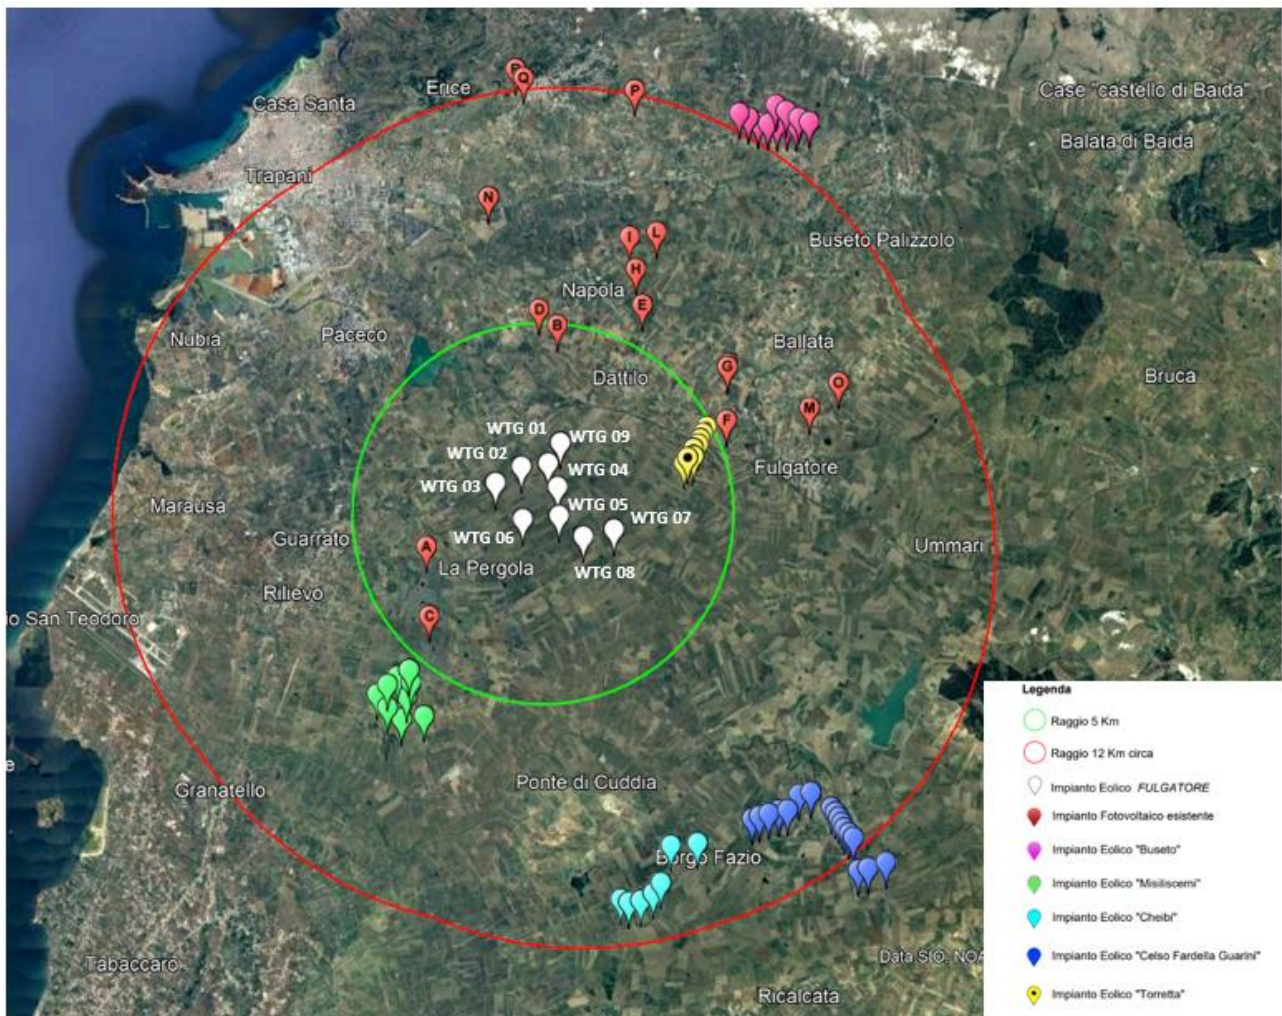 Erice
Casa Santa
Case "castello di Baida"
Balata di Baida
Q
P
Trapani
N
Buseto Palizzolo
I
L
H
Napola
E
D
B
Nubia
Paceco
Ballata
Dattilo
G
Bruca
O
M
F
WTG 01
WTG 09
WTG 02
WTG 04
WTG 03
Fulgatore
Marausa
WTG 05
WTG 07
Guarrato
WTG 06
Ummari
A
La Pergola
WTG 08
Rilievo
C
io San Teodoro
Granatello
Ponte di Cuddia
Borgo Fazio
Tabaccaro
Data SIO, NOA
Ricalcata
Legenda
Raggio 5 Km
Raggio 12 Km circa
Impianto Eolico FULGATORE
Impianto Fotovoltaico esistente
Impianto Eolico "Buseto"
Impianto Eolico "Misiliscemi"
Impianto Eolico "Cheibi"
Impianto Eolico "Celso Fardella Guarini"
Impianto Eolico "Torretta"